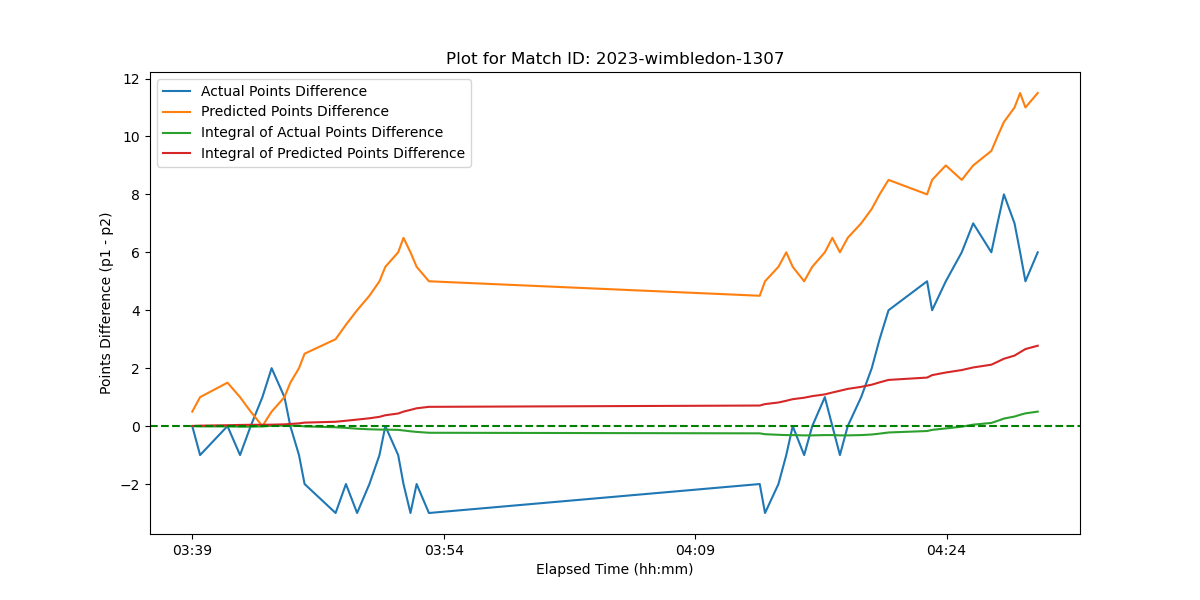 Plot for Match ID: 2023-wimbledon-1307
Actual Points Difference
Predicted Points Difference
Integral of Actual Points Difference
Integral of Predicted Points Difference
Points Difference (p1 - p2)
12
10
8
6
4
2
0
−2
03:39
03:54
04:09
04:24
Elapsed Time (hh:mm)